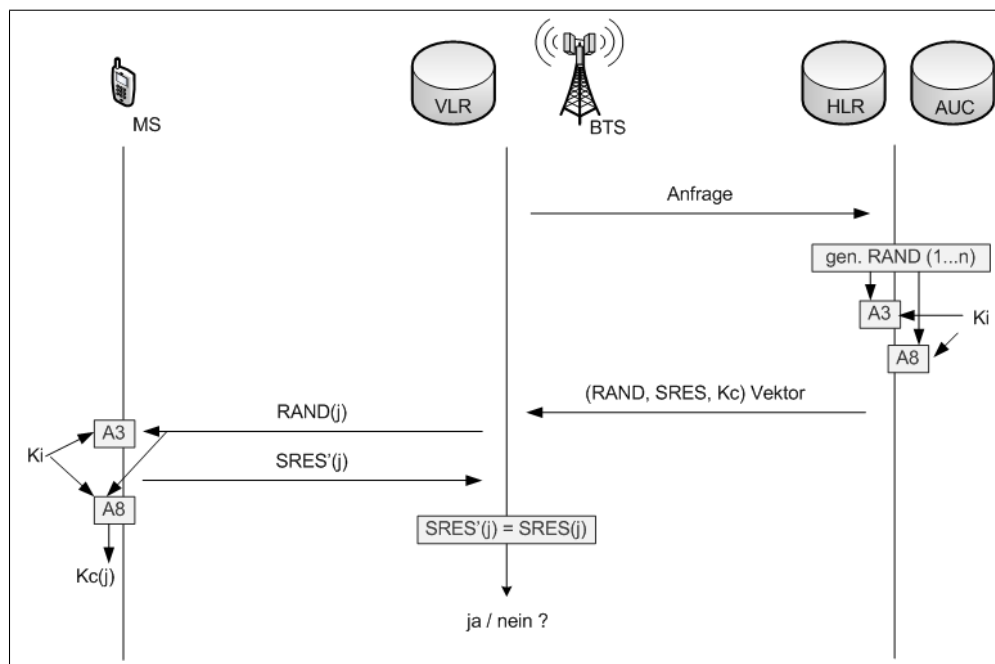 MS
VLR
BTS
HLR
AUC
Anfrage
gen. RAND (1...n)
A3
Ki
A8
(RAND, SRES, Kc) Vektor
RAND(j)
A3
Ki
SRES'(j)
A8
SRES'(j) = SRES(j)
Kc(j)
ja / nein ?